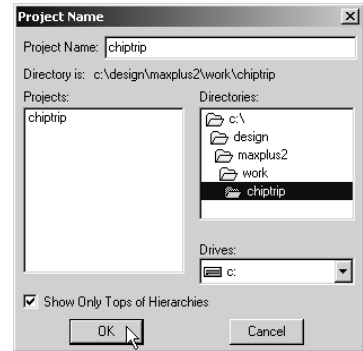 Project Name
Project Name: chiptrip
Directory is: c:\design\maxplus2\work\chiptrip
Projects:
chiptrip
Directories:
c:\
design
maxplus2
work
chiptrip
Drives:
c:
Show Only Tops of Hierarchies
OK
Cancel